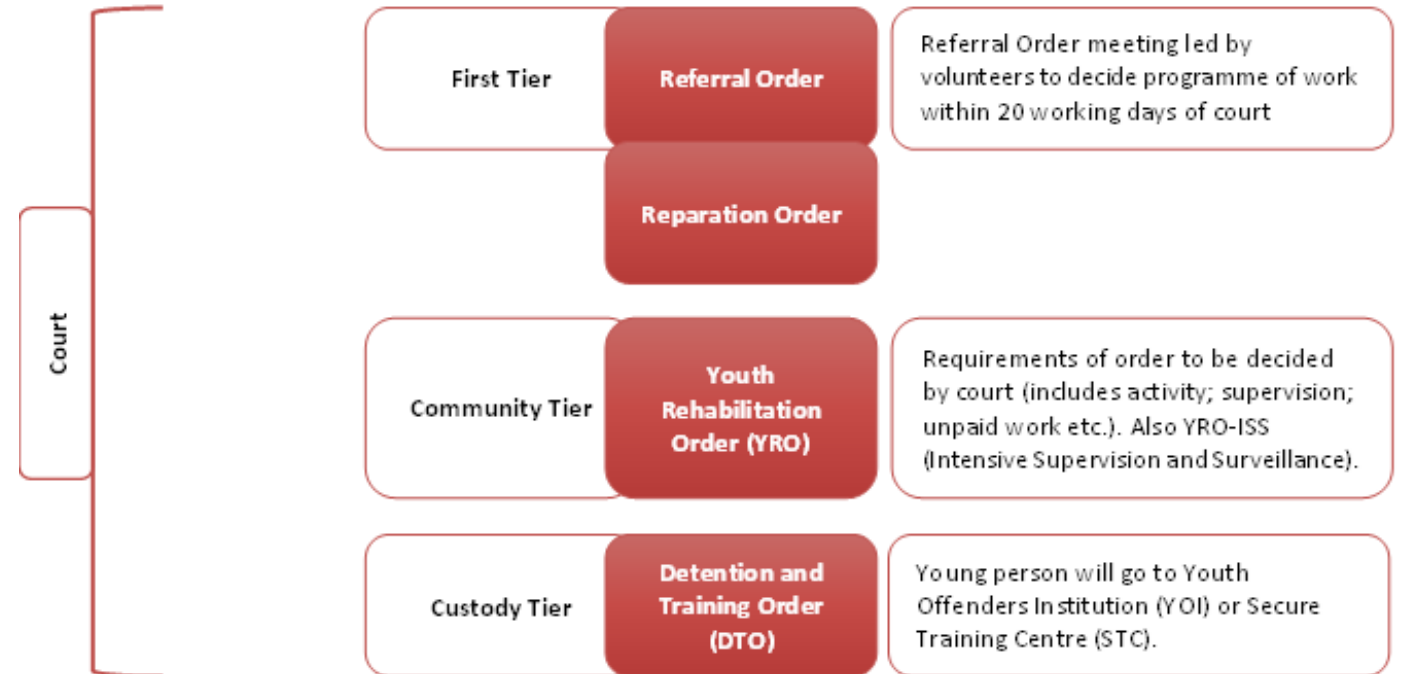 Court
First Tier
Referral Order
Referral Order meeting led by
volunteers to decide programme of work
within 20 working days of court
Reparation Order
Community Tier
Youth
Rehabilitation
Order (YRO)
Requirements of order to be decided
by court (includes activity; supervision;
unpaid work etc.). Also YRO-ISS
(Intensive Supervision and Surveillance).
Custody Tier
Detention and
Training Order
(DTO)
Young person will go to Youth
Offenders Institution (YOI) or Secure
Training Centre (STC).